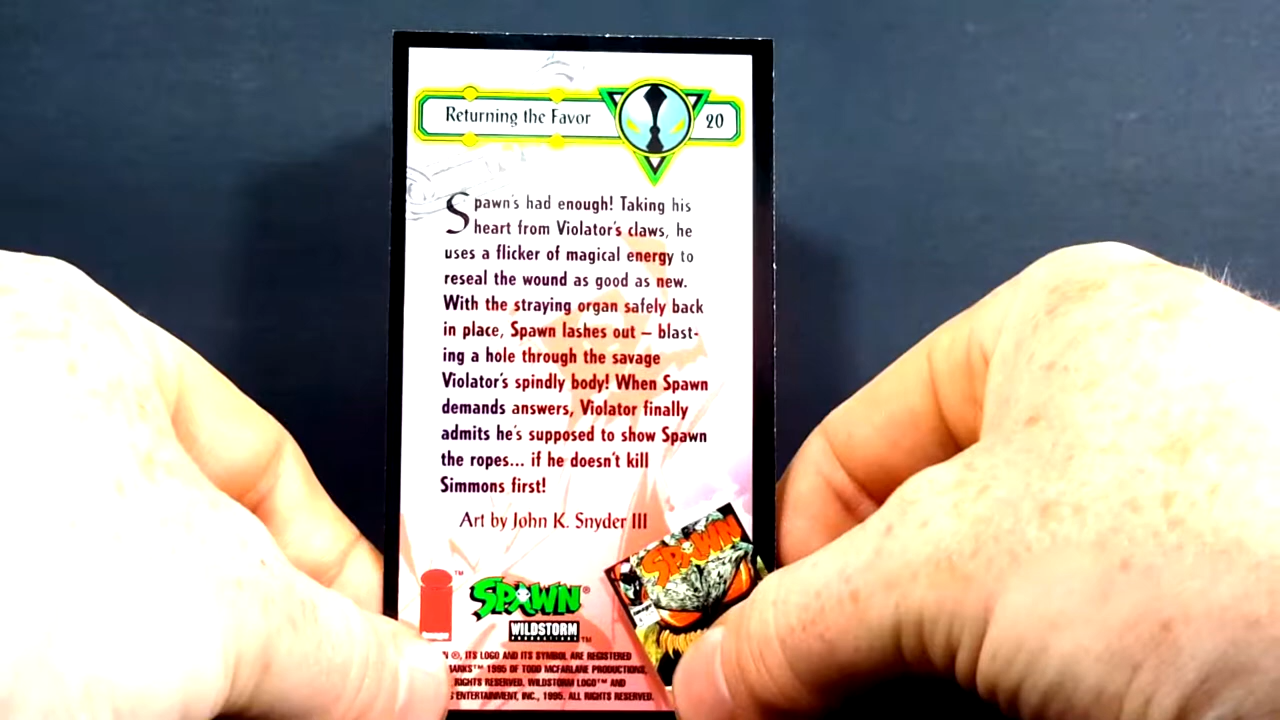 Returning the Favor
20
Spawn's had enough! Taking his
heart from Violator's claws, he
uses a flicker of magical energy to
reseal the wound as good as new.
With the straying organ safely back
in place, Spawn lashes out – blast-
ing a hole through the savage
Violator's spindly body! When Spawn
demands answers, Violator finally
admits he's supposed to show Spawn
the ropes... if he doesn't kill
Simmons first!
Art by John K. Snyder III
™
SPAWN®
SPAWN
WILDSTORM
PRODUCTIONS™
®, ITS LOGO AND ITS SYMBOL ARE REGISTERED
1995 OF TODD MCFARLANE PRODUCTIONS,
RIGHTS RESERVED. WILDSTORM LOGO™ AND
ENTERTAINMENT, INC., 1995. ALL RIGHTS RESERVED.